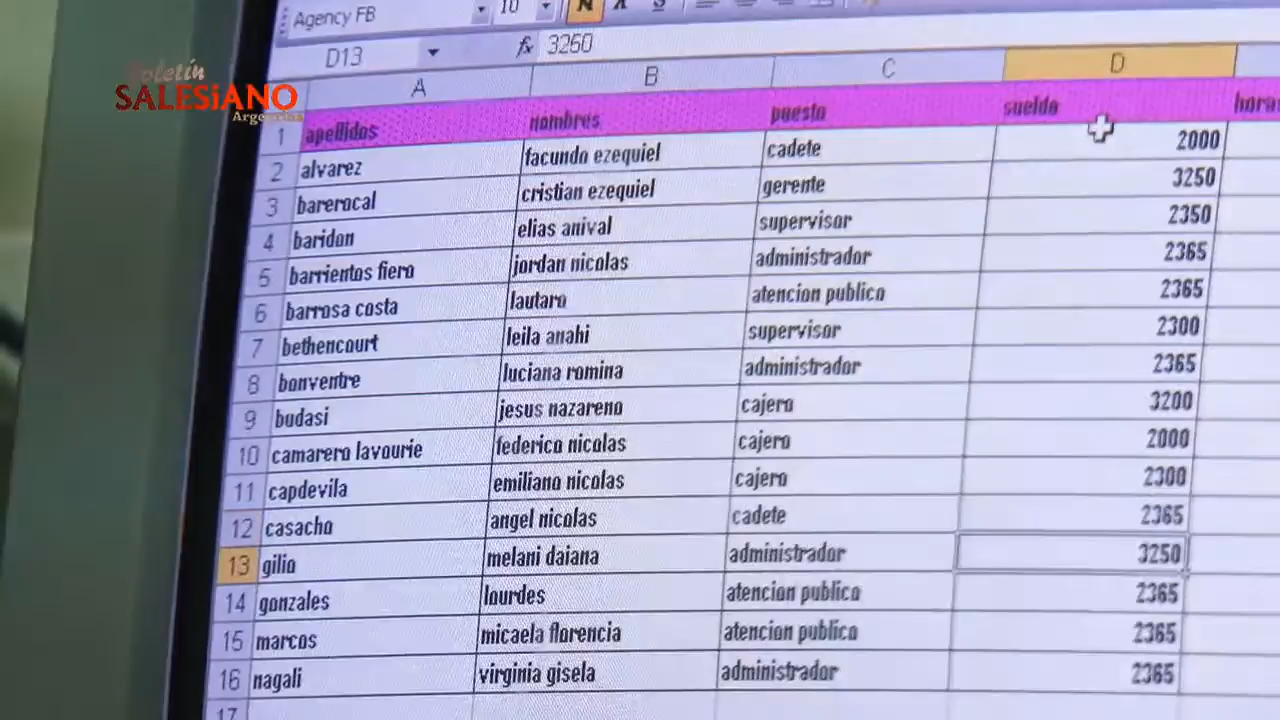 Agency FB 10 N K S
D13 fx 3250
Boletín
SALESiANO
Argentina
A B C D
1 apellidos nombres puesto sueldo horas
2 alvarez facundo ezequiel cadete 2000
3 barerocal cristian ezequiel gerente 3250
4 baridon elias anival supervisor 2350
5 barrientos fiero jordan nicolas administrador 2365
6 barrosa costa lautaro atencion publico 2365
7 bethencourt leila anahi supervisor 2300
8 bonventre luciana romina administrador 2365
9 budasi jesus nazareno cajero 3200
10 camarero lavourie federico nicolas cajero 2000
11 capdevila emiliano nicolas cajero 2300
12 casacho angel nicolas cadete 2365
13 gilio melani daiana administrador 3250
14 gonzales lourdes atencion publico 2365
15 marcos micaela florencia atencion publico 2365
16 nagali virginia gisela administrador 2365
17